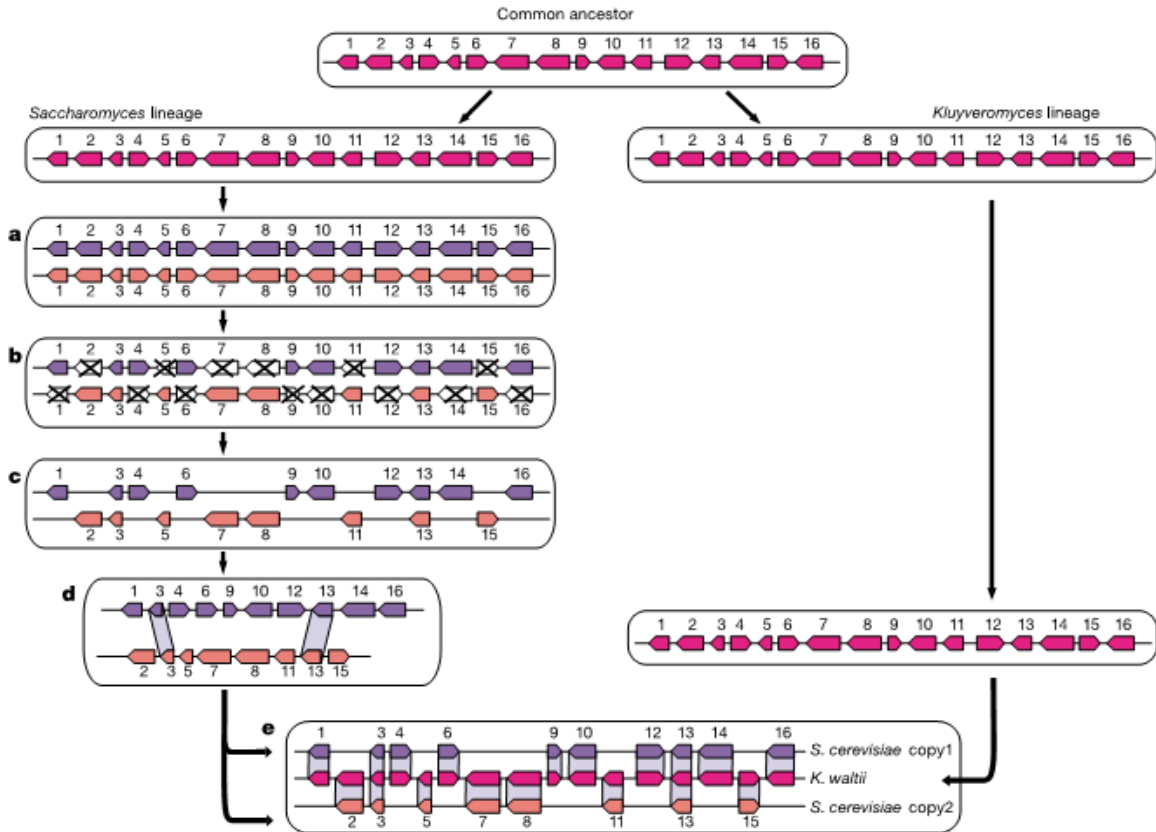 Common ancestor
1 2 3 4 5 6 7 8 9 10 11 12 13 14 15 16
Saccharomyces lineage
1 2 3 4 5 6 7 8 9 10 11 12 13 14 15 16
Kluyveromyces lineage
1 2 3 4 5 6 7 8 9 10 11 12 13 14 15 16
a
1 2 3 4 5 6 7 8 9 10 11 12 13 14 15 16
1 2 3 4 5 6 7 8 9 10 11 12 13 14 15 16
b
1 2 3 4 5 6 7 8 9 10 11 12 13 14 15 16
1 2 3 4 5 6 7 8 9 10 11 12 13 14 15 16
c
1 3 4 6 9 10 12 13 14 16
2 3 5 7 8 11 13 15
d
1 3 4 6 9 10 12 13 14 16
2 3 5 7 8 11 13 15
1 2 3 4 5 6 7 8 9 10 11 12 13 14 15 16
e
1 3 4 6 9 10 12 13 14 16
S. cerevisiae copy1
K. waltii
S. cerevisiae copy2
2 3 5 7 8 11 13 15